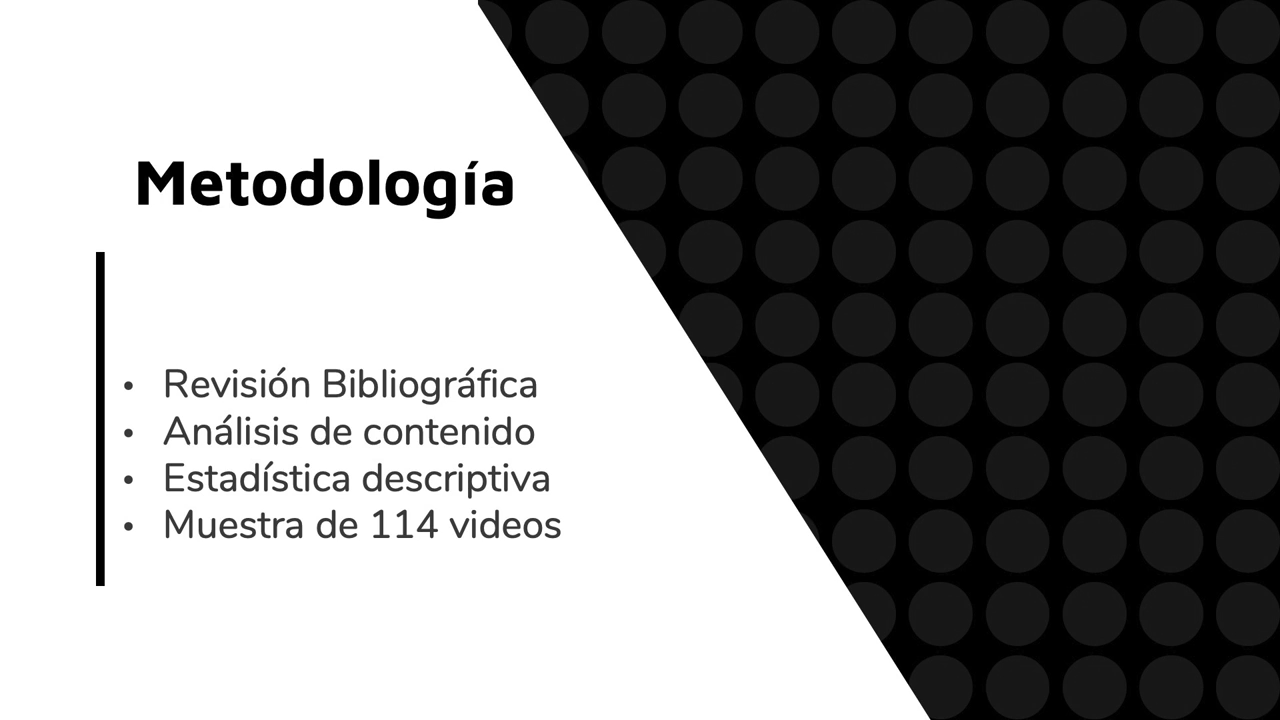 Metodología
• Revisión Bibliográfica
• Análisis de contenido
• Estadística descriptiva
• Muestra de 114 videos